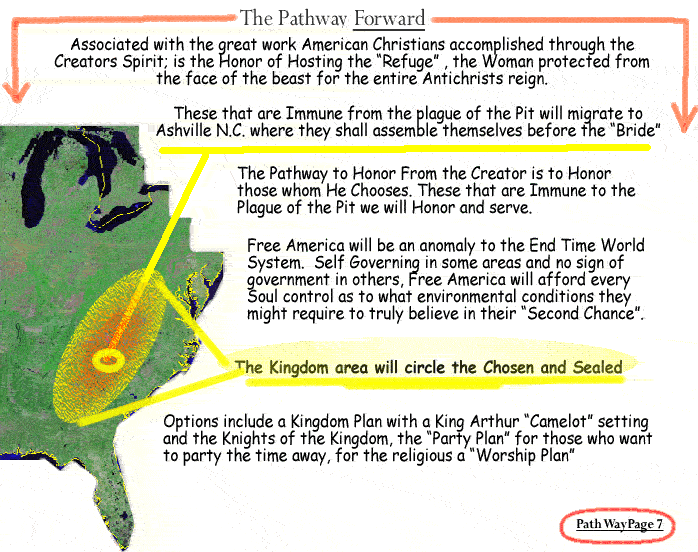 The Pathway Forward
Associated with the great work American Christians accomplished through the
Creators Spirit; is the Honor of Hosting the "Refuge" , the Woman protected from
the face of the beast for the entire Antichrists reign.
These that are Immune from the plague of the Pit will migrate to
Ashville N.C. where they shall assemble themselves before the "Bride"
The Pathway to Honor From the Creator is to Honor
those whom He Chooses. These that are Immune to the
Plague of the Pit we will Honor and serve.
Free America will be an anomaly to the End Time World
System. Self Governing in some areas and no sign of
government in others, Free America will afford every
Soul control as to what environmental conditions they
might require to truly believe in their "Second Chance".
The Kingdom area will circle the Chosen and Sealed
Options include a Kingdom Plan with a King Arthur "Camelot" setting
and the Knights of the Kingdom, the "Party Plan" for those who want
to party the time away, for the religious a "Worship Plan"
Path WayPage 7